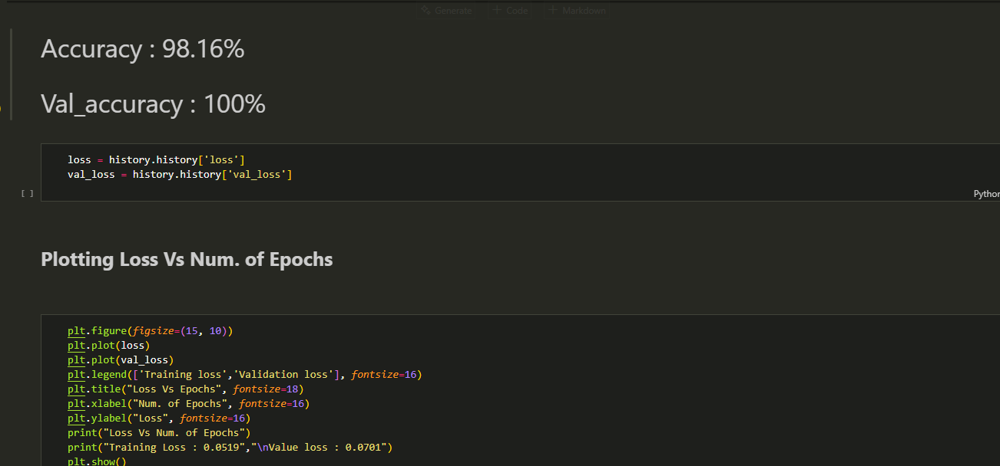 Generate + Code + Markdown
Accuracy : 98.16%
Val_accuracy : 100%
loss = history.history['loss']
val_loss = history.history['val_loss']
[ ]
Python
Plotting Loss Vs Num. of Epochs
plt.figure(figsize=(15, 10))
plt.plot(loss)
plt.plot(val_loss)
plt.legend(['Training loss','Validation loss'], fontsize=16)
plt.title("Loss Vs Epochs", fontsize=18)
plt.xlabel("Num. of Epochs", fontsize=16)
plt.ylabel("Loss", fontsize=16)
print("Loss Vs Num. of Epochs")
print("Training Loss : 0.0519","\nValue loss : 0.0701")
plt.show()